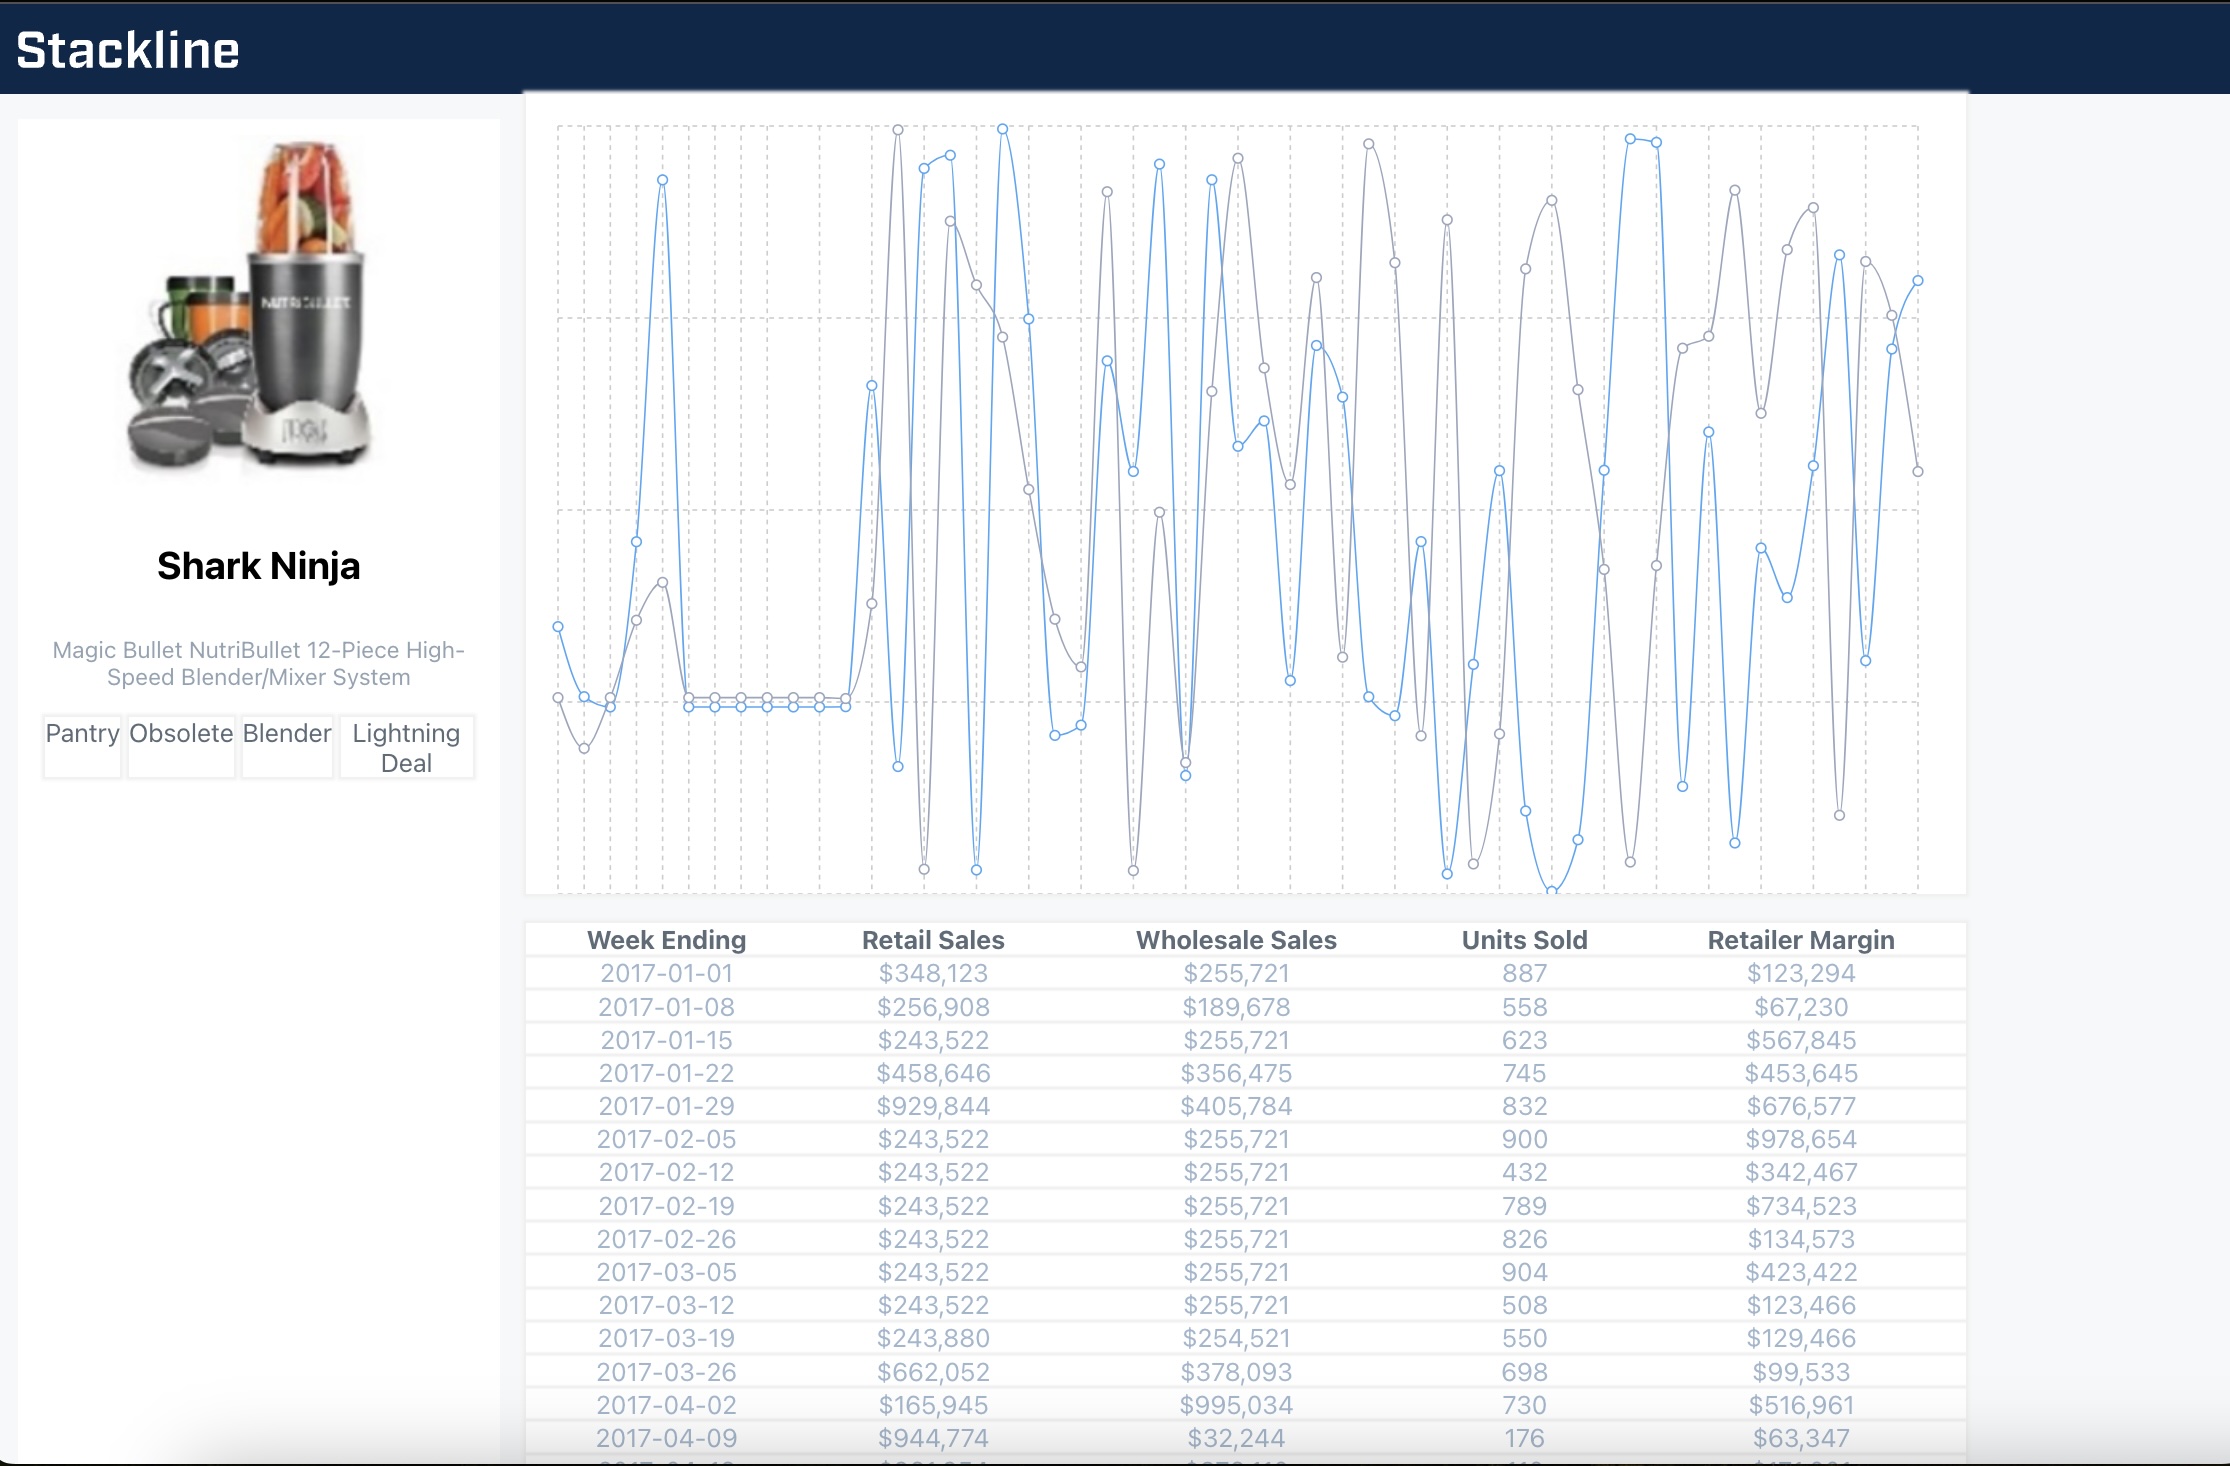 Stackline
NUTRIBULLET
Shark Ninja
Magic Bullet NutriBullet 12-Piece High-
Speed Blender/Mixer System
Pantry Obsolete Blender Lightning
Deal
Week Ending Retail Sales Wholesale Sales Units Sold Retailer Margin
2017-01-01 $348,123 $255,721 887 $123,294
2017-01-08 $256,908 $189,678 558 $67,230
2017-01-15 $243,522 $255,721 623 $567,845
2017-01-22 $458,646 $356,475 745 $453,645
2017-01-29 $929,844 $405,784 832 $676,577
2017-02-05 $243,522 $255,721 900 $978,654
2017-02-12 $243,522 $255,721 432 $342,467
2017-02-19 $243,522 $255,721 789 $734,523
2017-02-26 $243,522 $255,721 826 $134,573
2017-03-05 $243,522 $255,721 904 $423,422
2017-03-12 $243,522 $255,721 508 $123,466
2017-03-19 $243,880 $254,521 550 $129,466
2017-03-26 $662,052 $378,093 698 $99,533
2017-04-02 $165,945 $995,034 730 $516,961
2017-04-09 $944,774 $32,244 176 $63,347